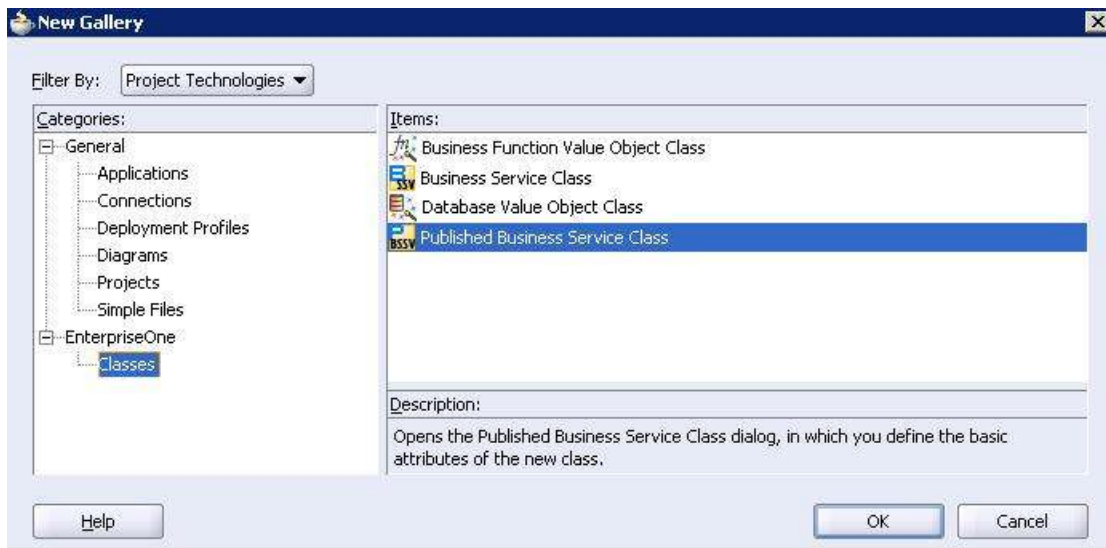 New Gallery
Filter By: Project Technologies
Categories:
General
Applications
Connections
Deployment Profiles
Diagrams
Projects
Simple Files
EnterpriseOne
Classes
Items:
Business Function Value Object Class
SSV Business Service Class
Database Value Object Class
BSSV Published Business Service Class
Description:
Opens the Published Business Service Class dialog, in which you define the basic
attributes of the new class.
Help
OK
Cancel